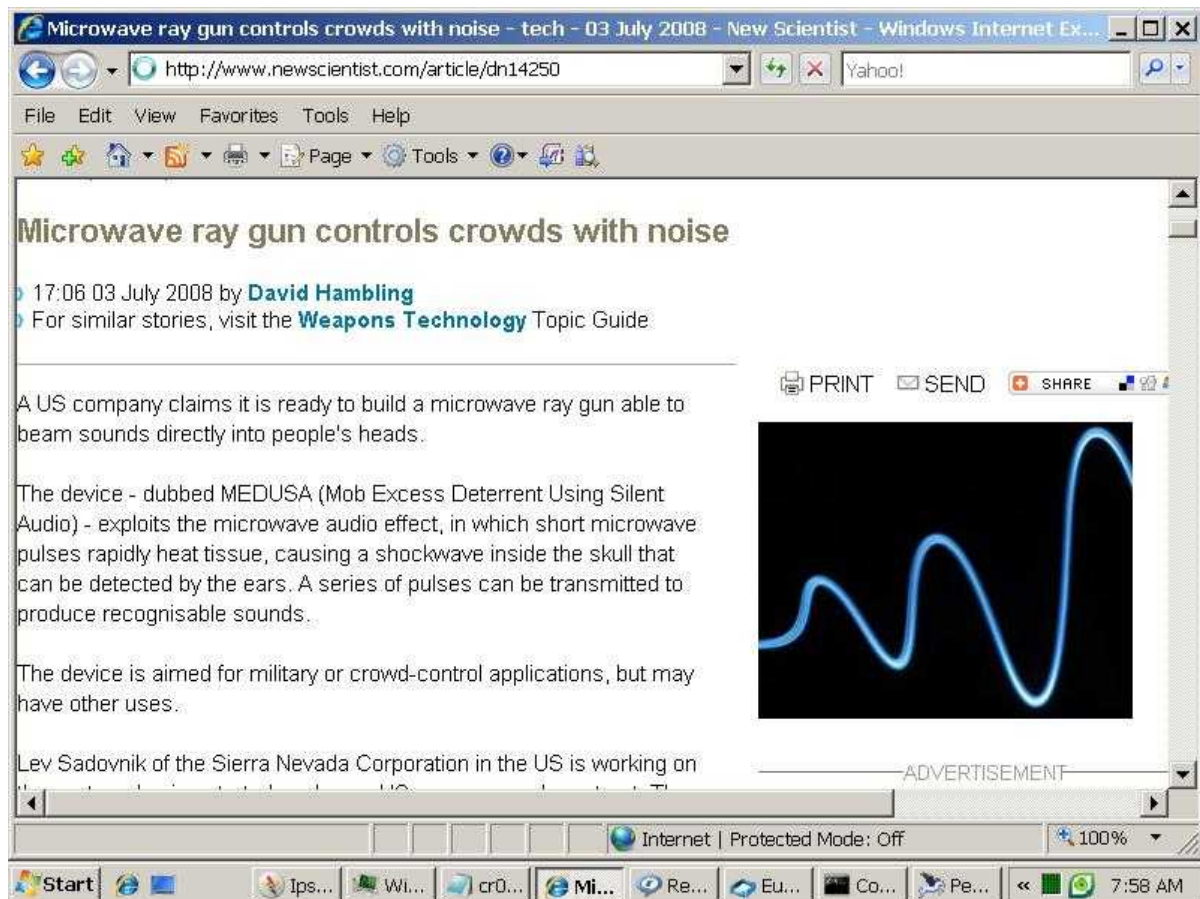 Microwave ray gun controls crowds with noise - tech - 03 July 2008 - New Scientist - Windows Internet Ex...
http://www.newscientist.com/article/dn14250
Yahoo!
File Edit View Favorites Tools Help
Page Tools
Microwave ray gun controls crowds with noise
17:06 03 July 2008 by David Hambling
For similar stories, visit the Weapons Technology Topic Guide
PRINT SEND SHARE
A US company claims it is ready to build a microwave ray gun able to
beam sounds directly into people's heads.
The device - dubbed MEDUSA (Mob Excess Deterrent Using Silent
Audio) - exploits the microwave audio effect, in which short microwave
pulses rapidly heat tissue, causing a shockwave inside the skull that
can be detected by the ears. A series of pulses can be transmitted to
produce recognisable sounds.
The device is aimed for military or crowd-control applications, but may
have other uses.
Lev Sadovnik of the Sierra Nevada Corporation in the US is working on
ADVERTISEMENT
Internet | Protected Mode: Off
100%
Start Ips... Wi... cr0... Mi... Re... Eu... Co... Pe... « 7:58 AM